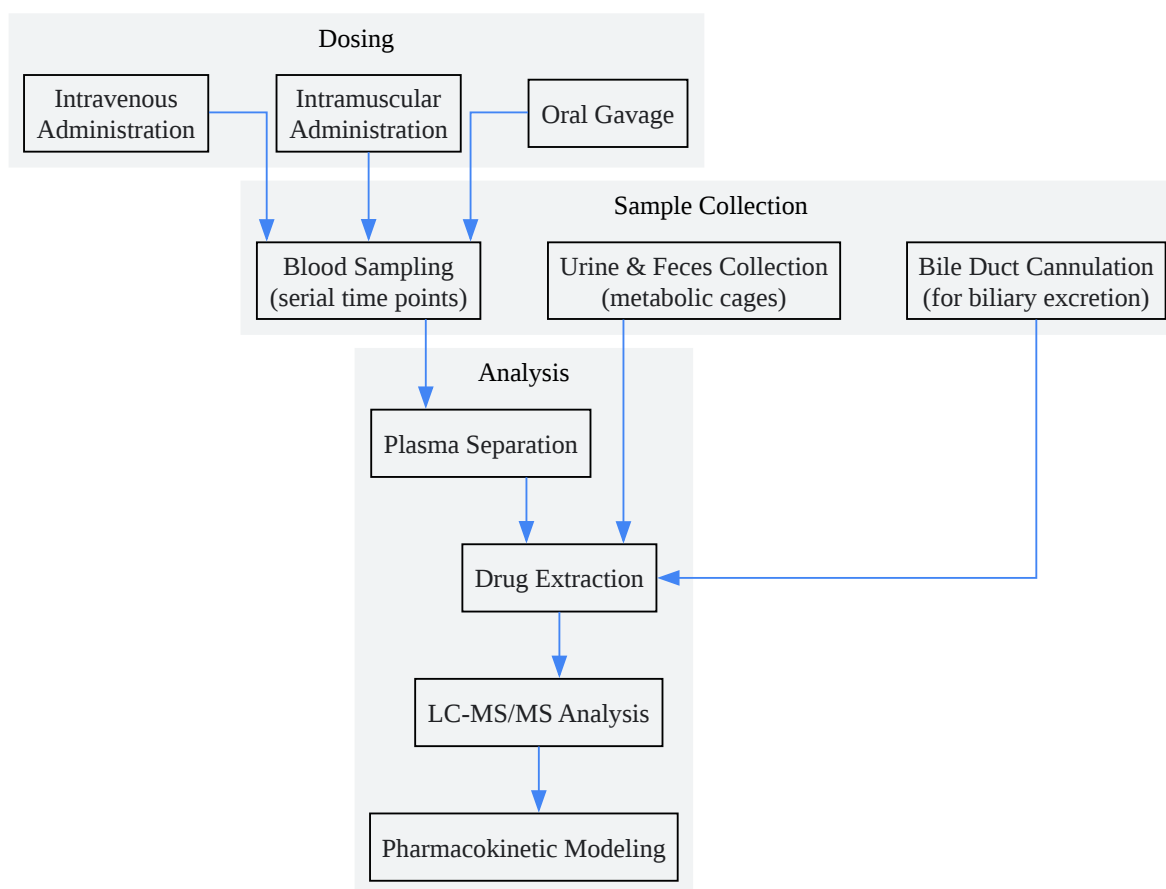 Dosing
Intravenous
Administration
Intramuscular
Administration
Oral Gavage
Sample Collection
Blood Sampling
(serial time points)
Urine & Feces Collection
(metabolic cages)
Bile Duct Cannulation
(for biliary excretion)
Analysis
Plasma Separation
Drug Extraction
LC-MS/MS Analysis
Pharmacokinetic Modeling